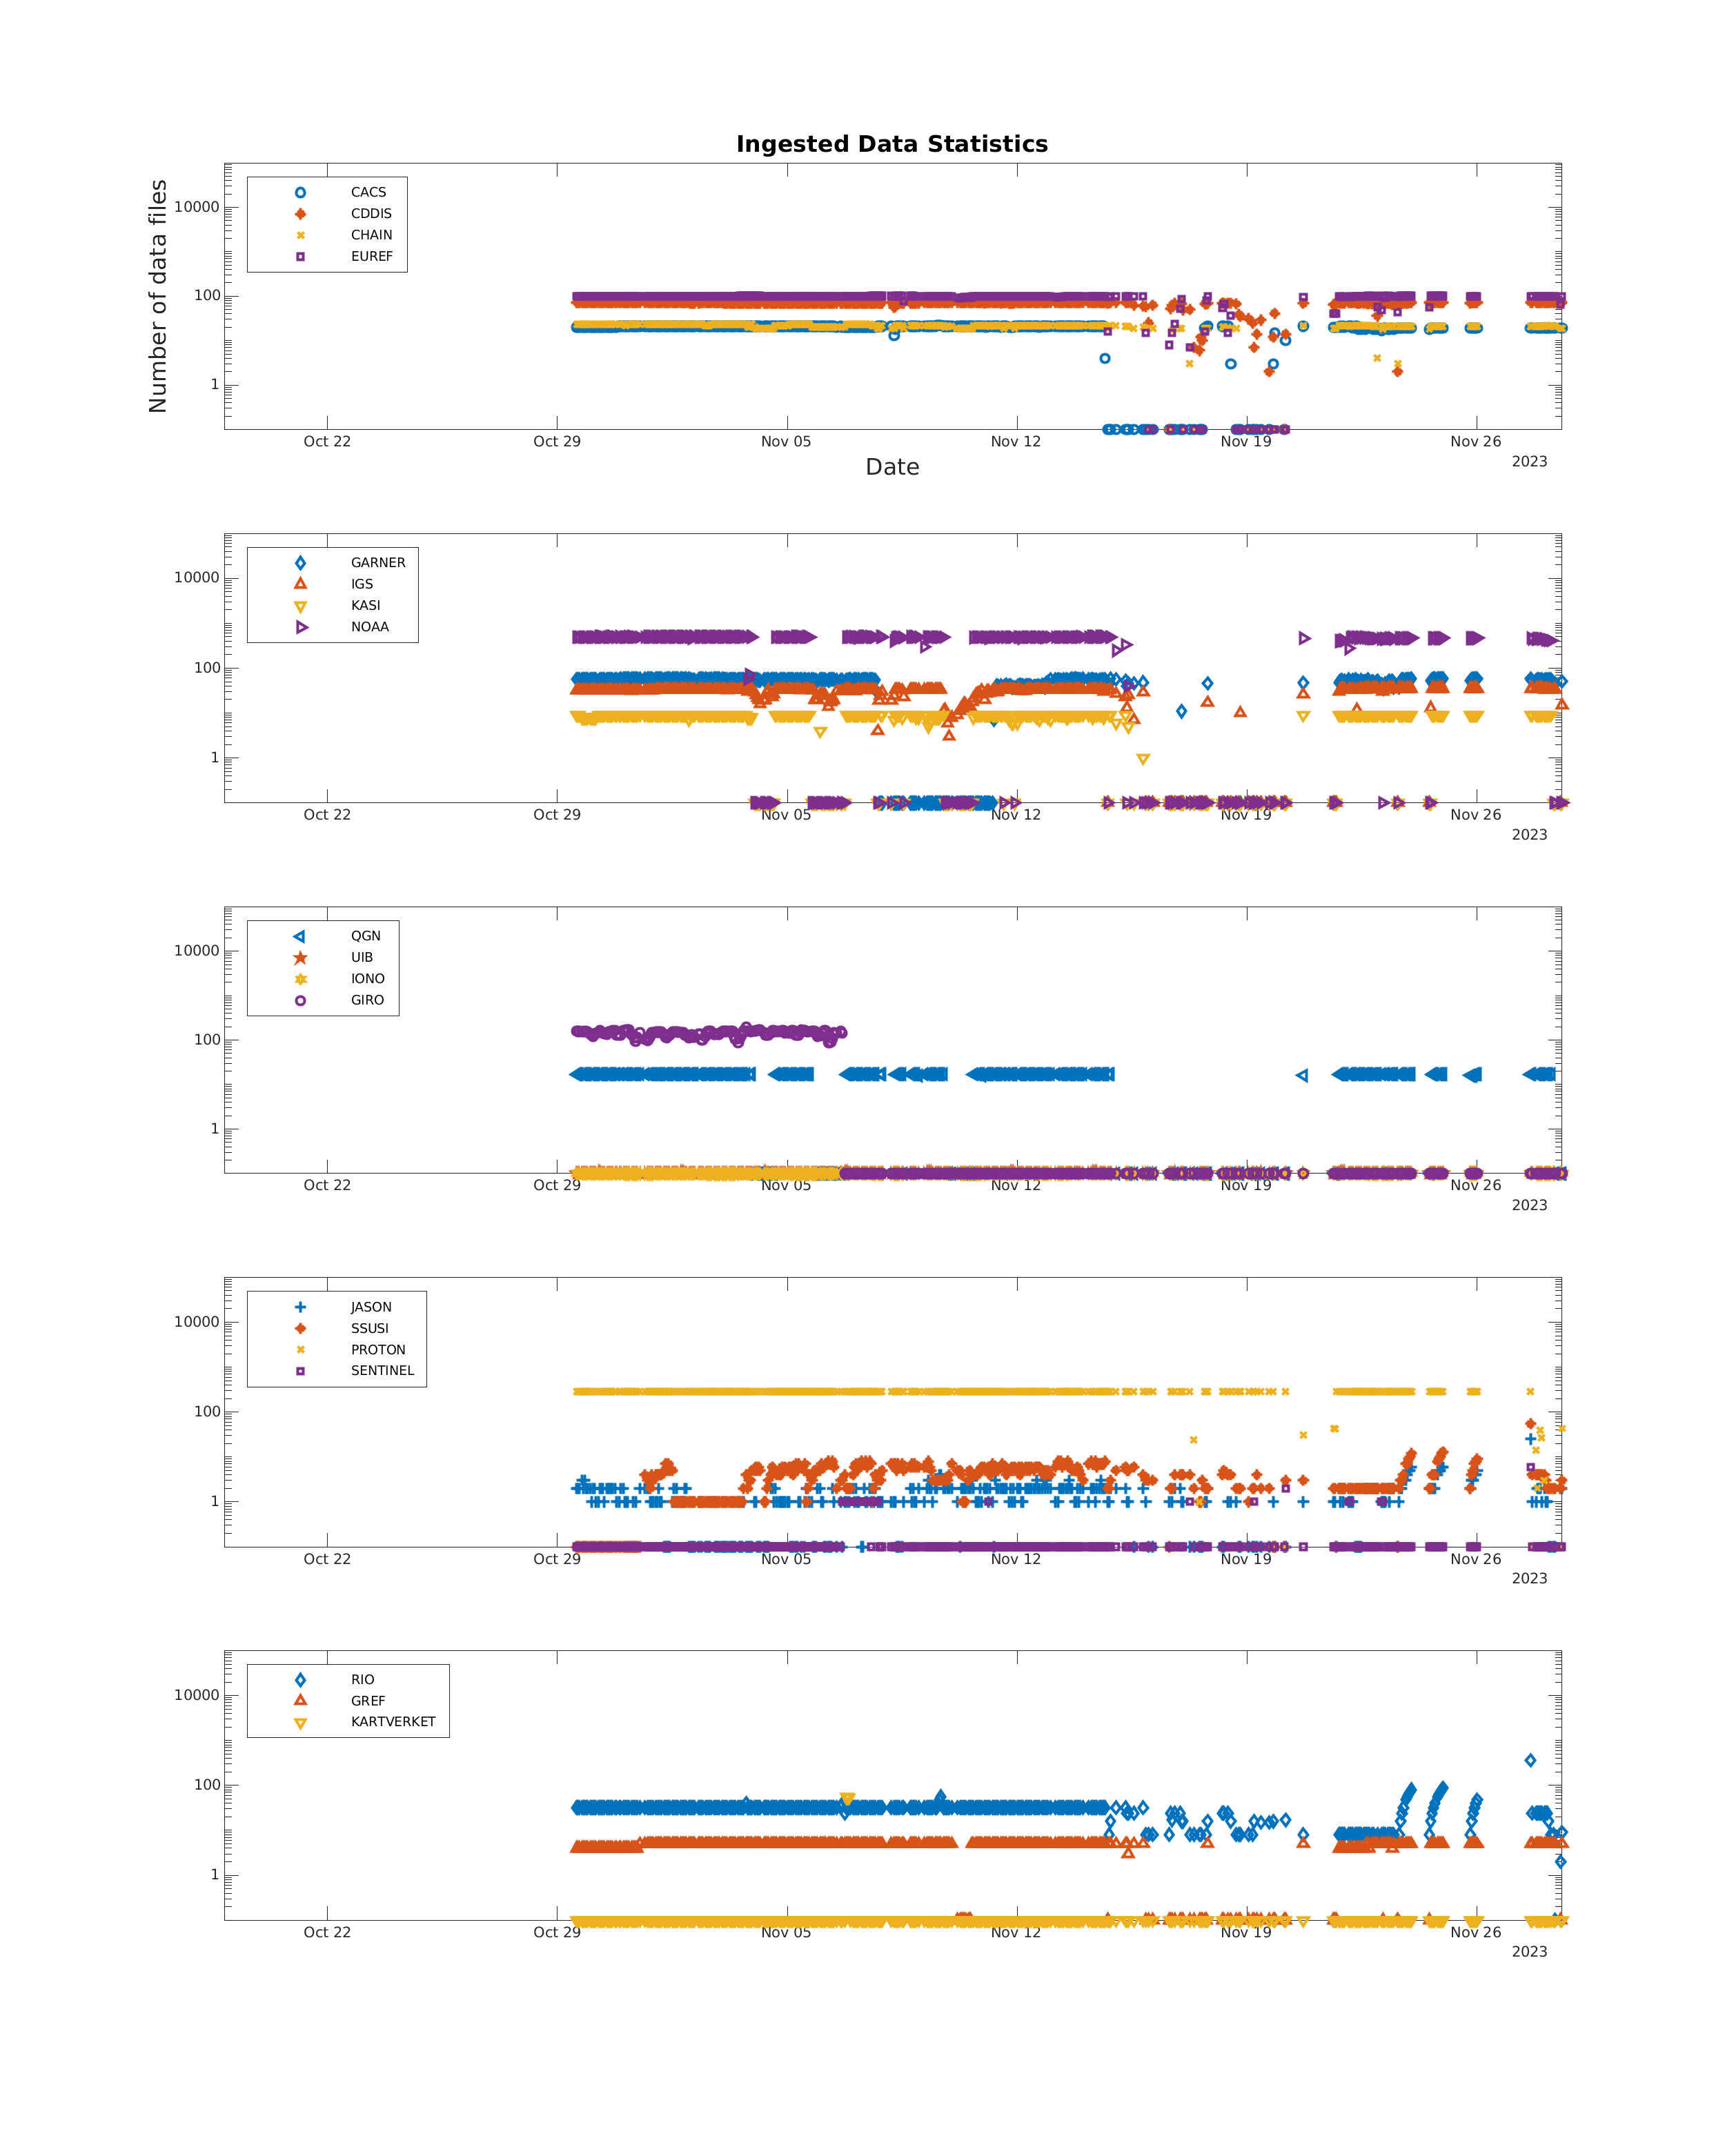 Ingested Data Statistics
Number of data files
CACS
CDDIS
CHAIN
EUREF
10000
100
1
Oct 22 Oct 29 Nov 05 Nov 12 Nov 19 Nov 26
2023
Date
GARNER
IGS
KASI
NOAA
10000
100
1
Oct 22 Oct 29 Nov 05 Nov 12 Nov 19 Nov 26
2023
QGN
UIB
IONO
GIRO
10000
100
1
Oct 22 Oct 29 Nov 05 Nov 12 Nov 19 Nov 26
2023
JASON
SSUSI
PROTON
SENTINEL
10000
100
1
Oct 22 Oct 29 Nov 05 Nov 12 Nov 19 Nov 26
2023
RIO
GREF
KARTVERKET
10000
100
1
Oct 22 Oct 29 Nov 05 Nov 12 Nov 19 Nov 26
2023